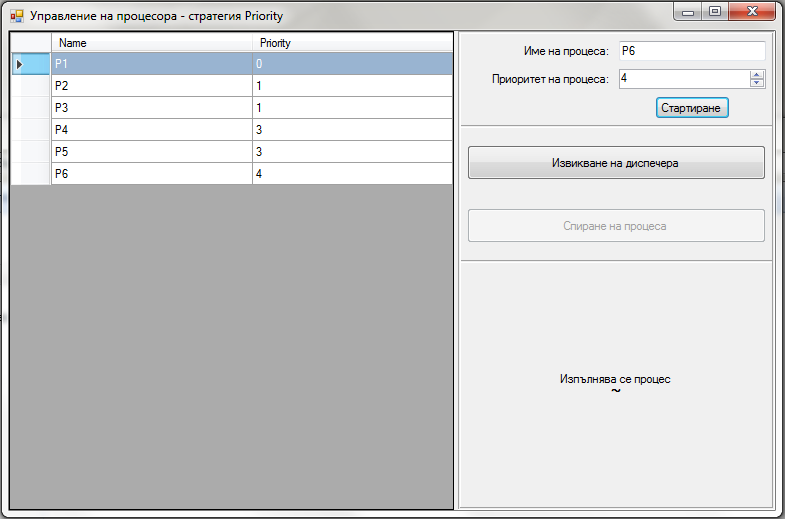 Управление на процесора - стратегия Priority
Name Priority
P1 0
P2 1
P3 1
P4 3
P5 3
P6 4
Име на процеса: P6
Приоритет на процеса: 4
Стартиране
Извикване на диспечера
Спиране на процеса
Изпълнява се процес
~